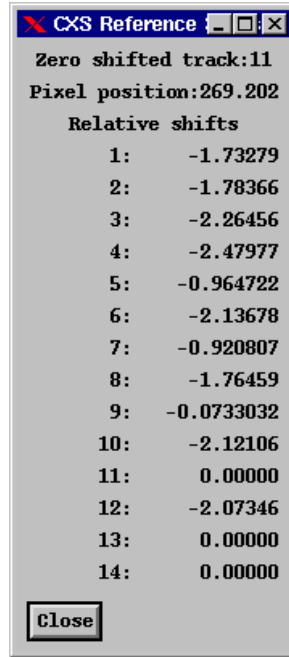 CXS Reference
Zero shifted track:11
Pixel position:269.202
Relative shifts
1: -1.73279
2: -1.78366
3: -2.26456
4: -2.47977
5: -0.964722
6: -2.13678
7: -0.920807
8: -1.76459
9: -0.0733032
10: -2.12106
11: 0.00000
12: -2.07346
13: 0.00000
14: 0.00000
Close